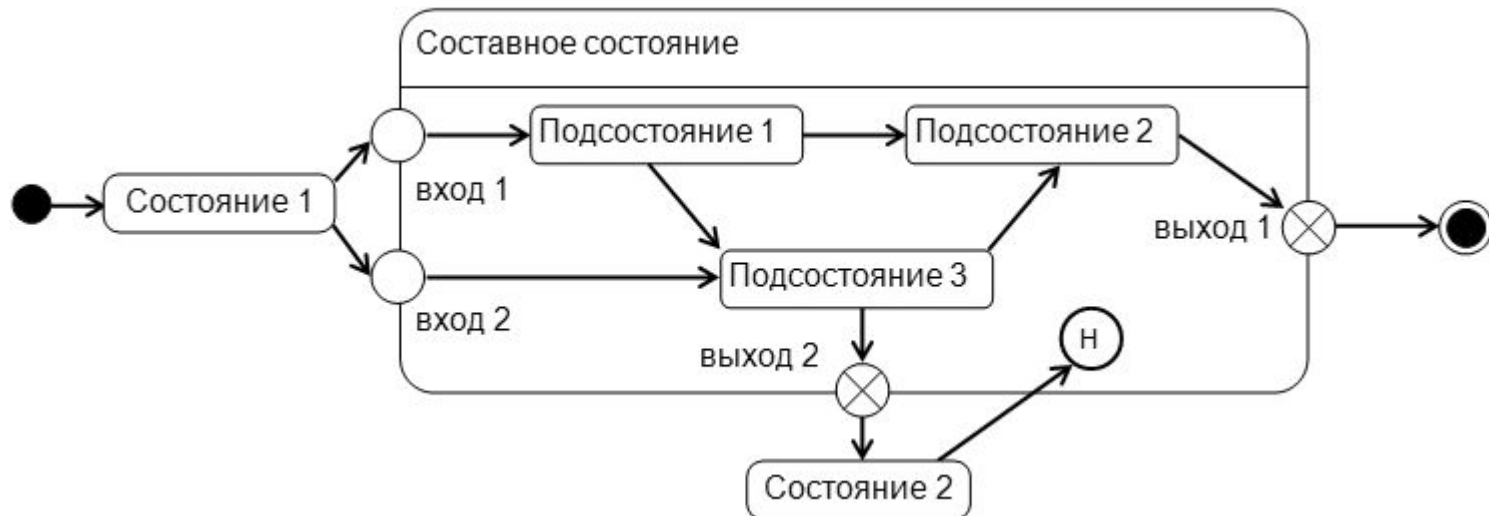 Составное состояние
Подсостояние 1
Подсостояние 2
Состояние 1
вход 1
выход 1
Подсостояние 3
вход 2
выход 2
H
Состояние 2